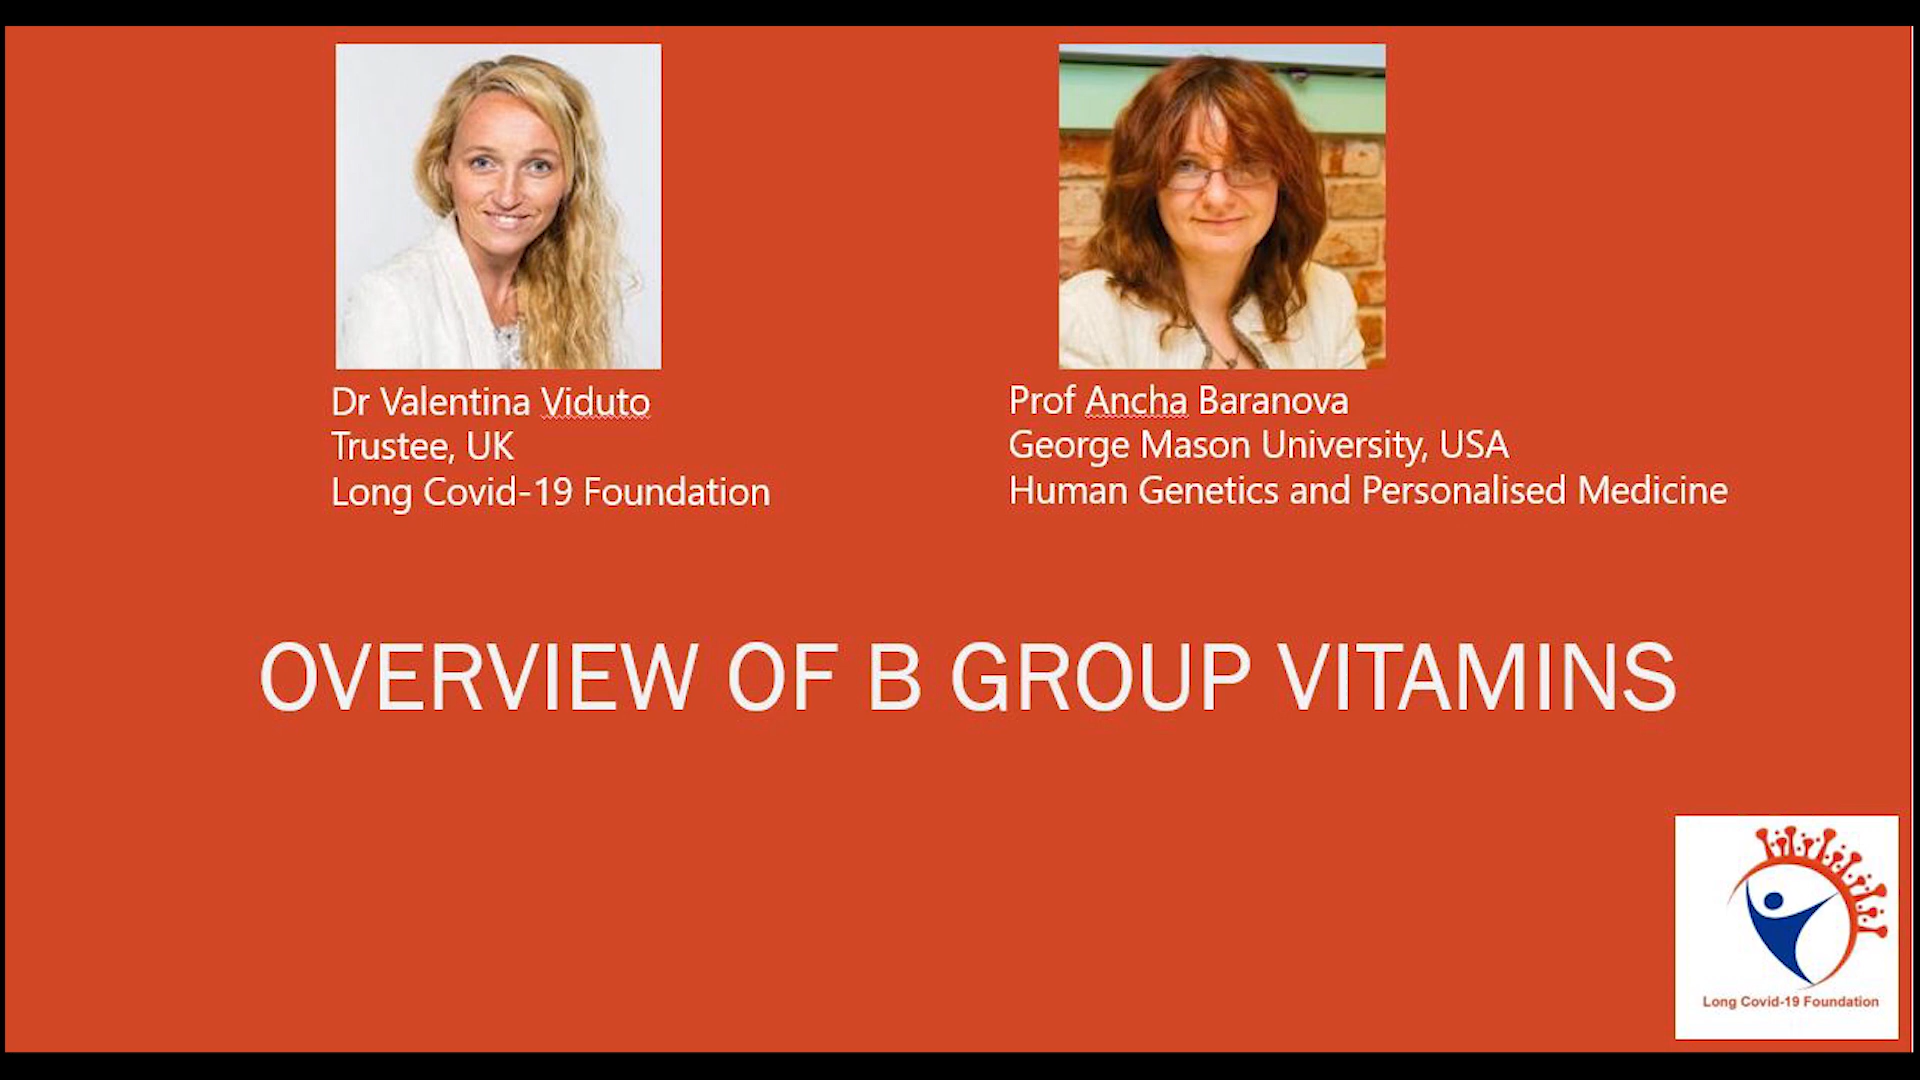 Dr Valentina Viduto
Trustee, UK
Long Covid-19 Foundation
Prof Ancha Baranova
George Mason University, USA
Human Genetics and Personalised Medicine
OVERVIEW OF B GROUP VITAMINS
Long Covid-19 Foundation